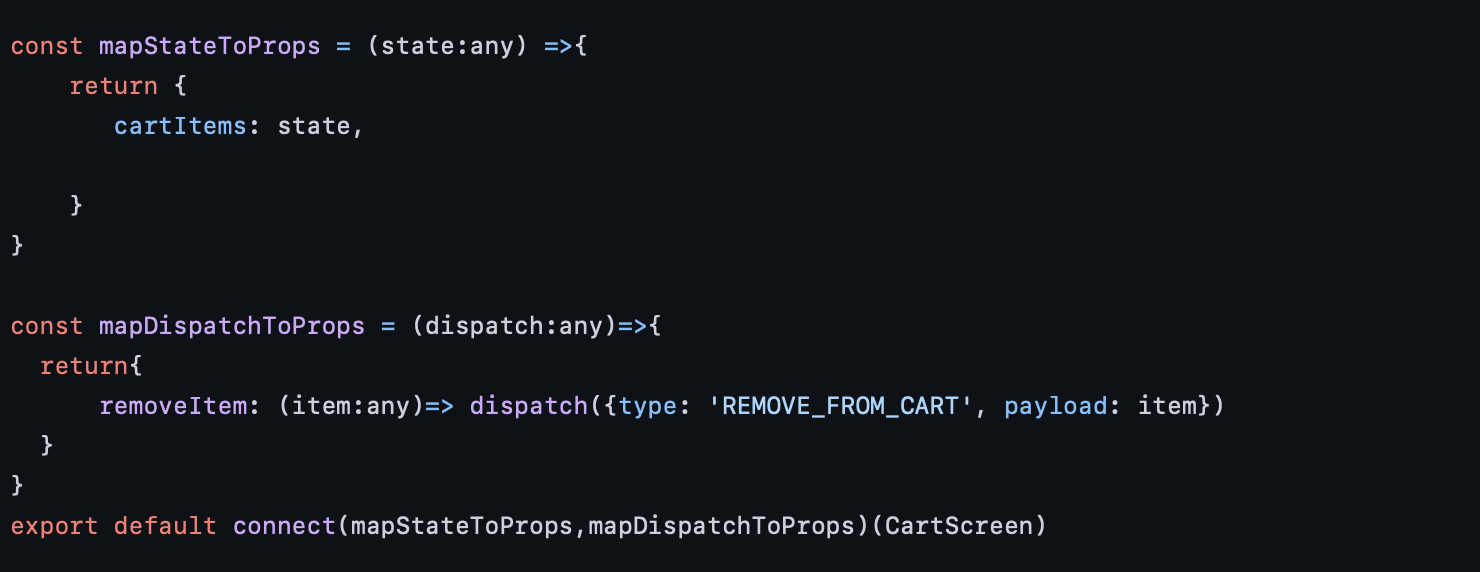 const mapStateToProps = (state:any) =>{
    return {
       cartItems: state,

    }
}

const mapDispatchToProps = (dispatch:any)=>{
  return{
      removeItem: (item:any)=> dispatch({type: 'REMOVE_FROM_CART', payload: item})
  }
}
export default connect(mapStateToProps,mapDispatchToProps)(CartScreen)